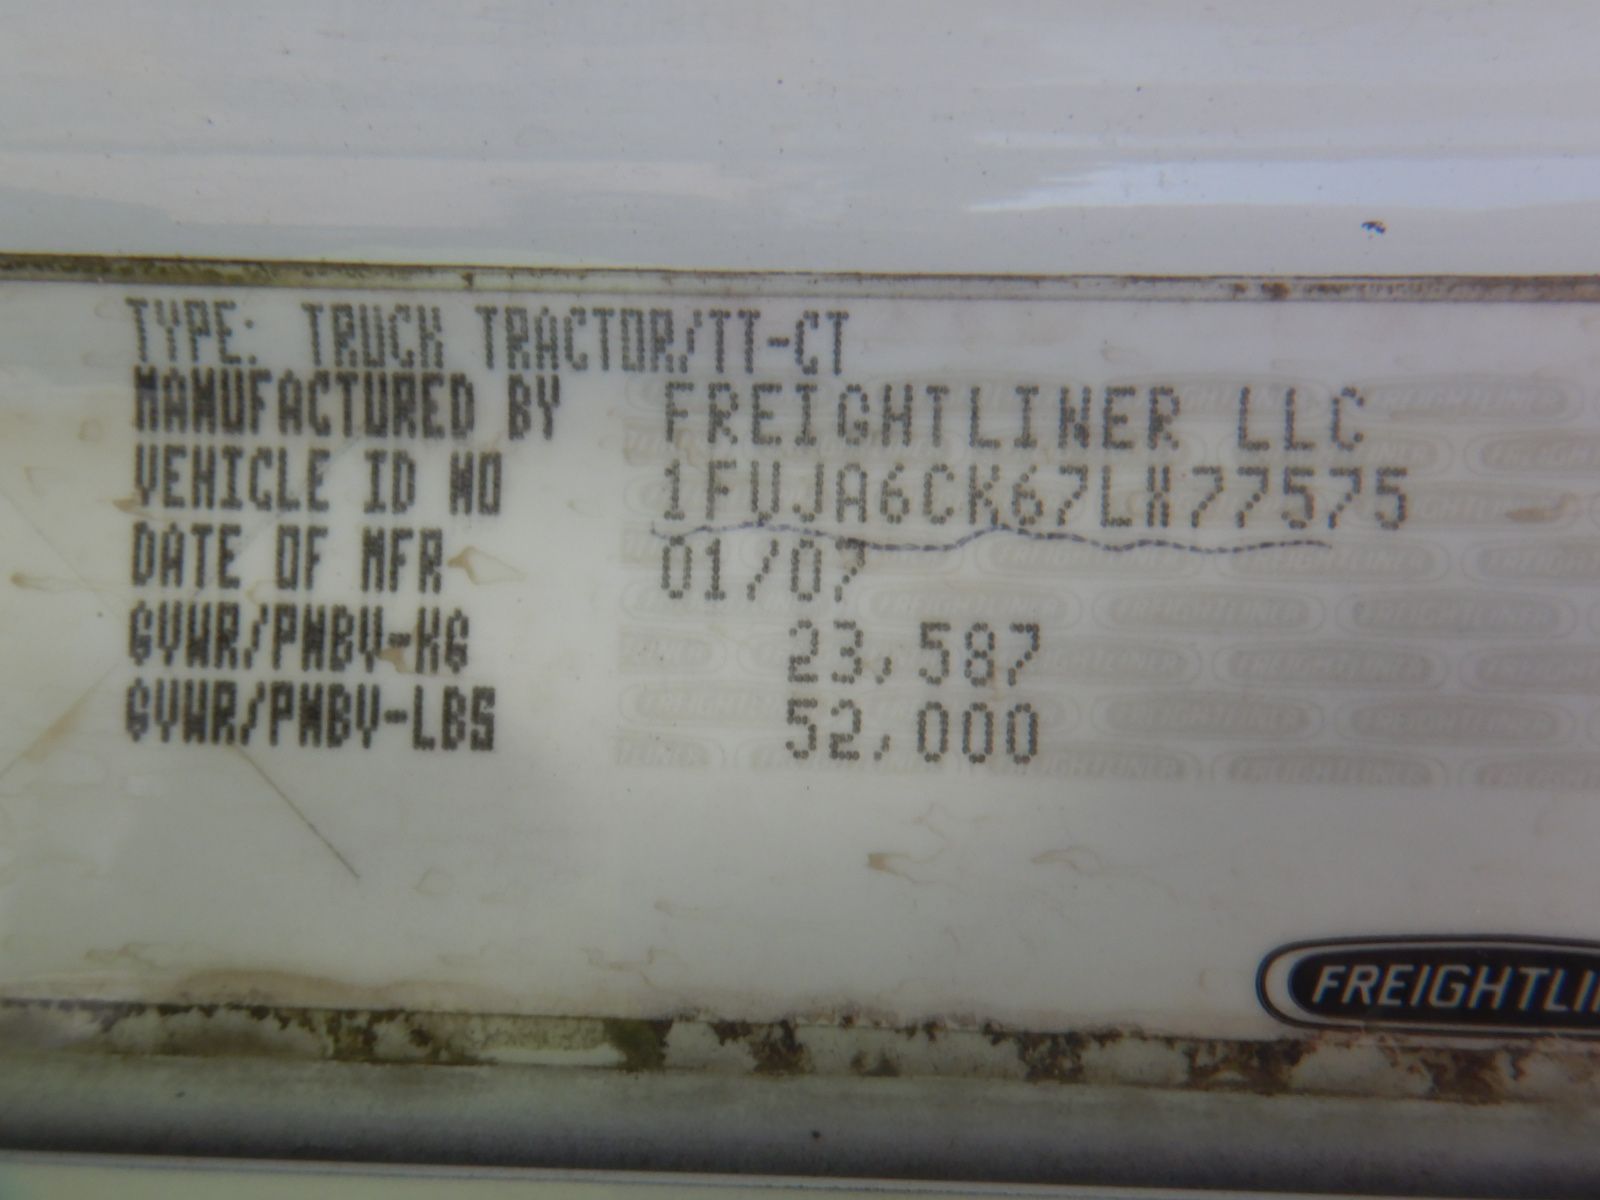 TYPE: TRUCK TRACTOR/TT-CT
MANUFACTURED BY FREIGHTLINER LLC
VEHICLE ID NO 1FUJA6CK67LX77575
DATE OF MFR 01/07
GVWR/PNBV-KG 23,587
GVWR/PNBV-LBS 52,000
FREIGHTLI